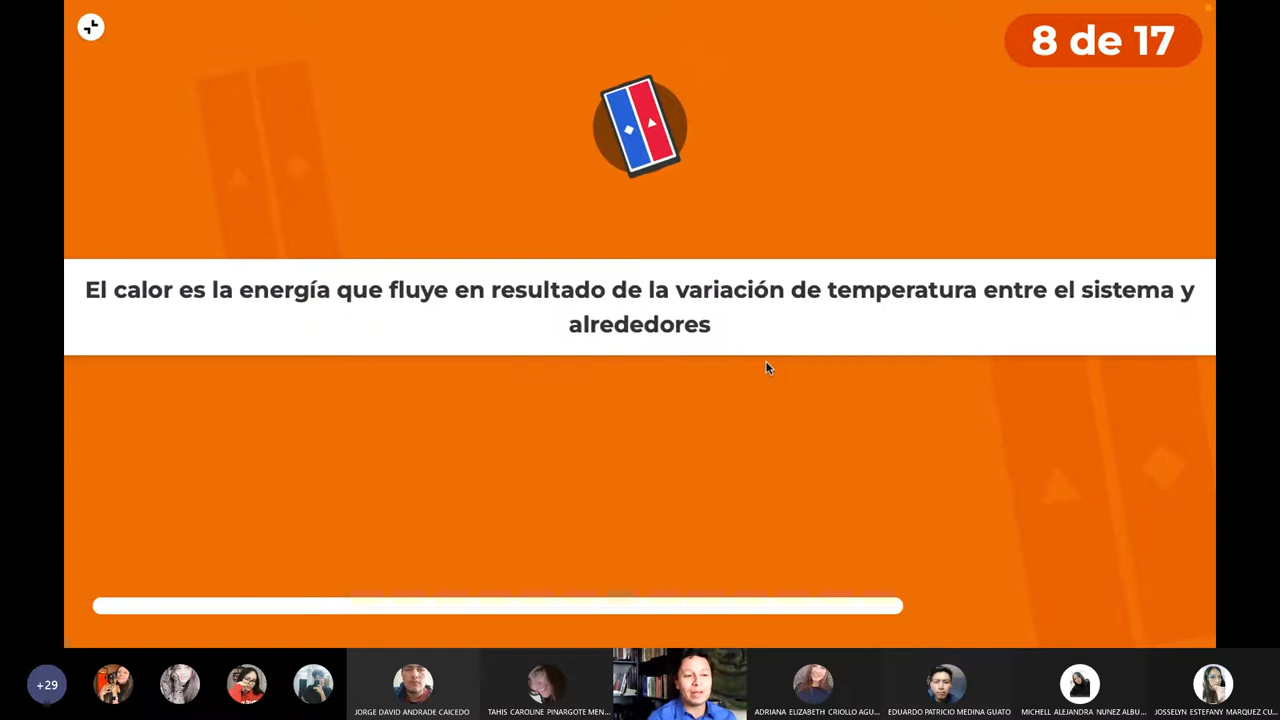 8 de 17
El calor es la energía que fluye en resultado de la variación de temperatura entre el sistema y
alrededores
+29
JORGE DAVID ANDRADE CAICEDO
TAHIS CAROLINE PINARGOTE MEN...
ADRIANA ELIZABETH CRIOLLO AGU...
EDUARDO PATRICIO MEDINA GUATO
MICHELL ALEJANDRA NUNEZ ALBU...
JOSSELYN ESTEFANY MARQUEZ CU...